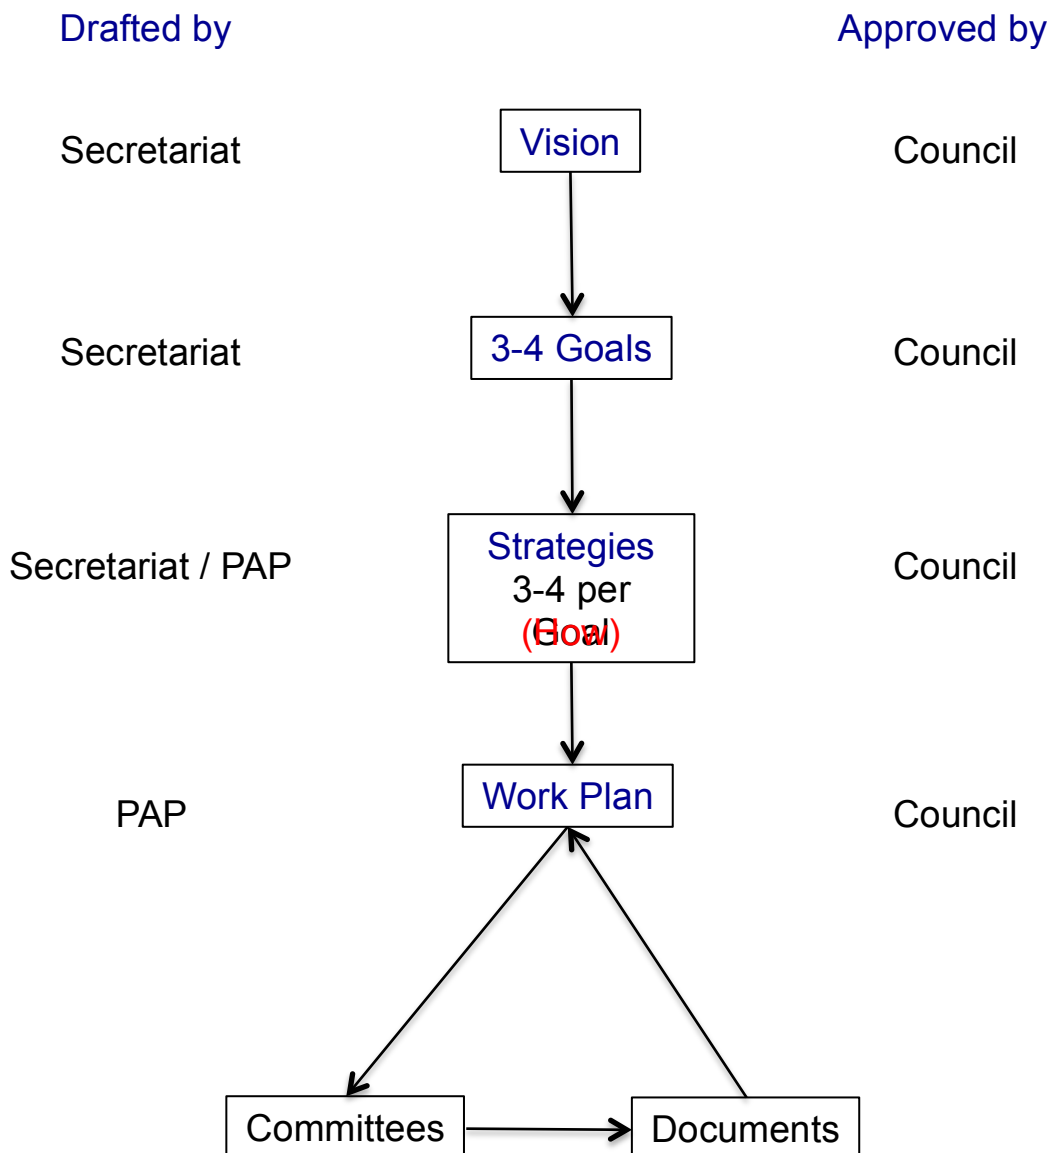 Drafted by
Approved by
Secretariat
Vision
Council
Secretariat
3-4 Goals
Council
Secretariat / PAP
Strategies
3-4 per
Goal
(How)
Council
PAP
Work Plan
Council
Committees
Documents